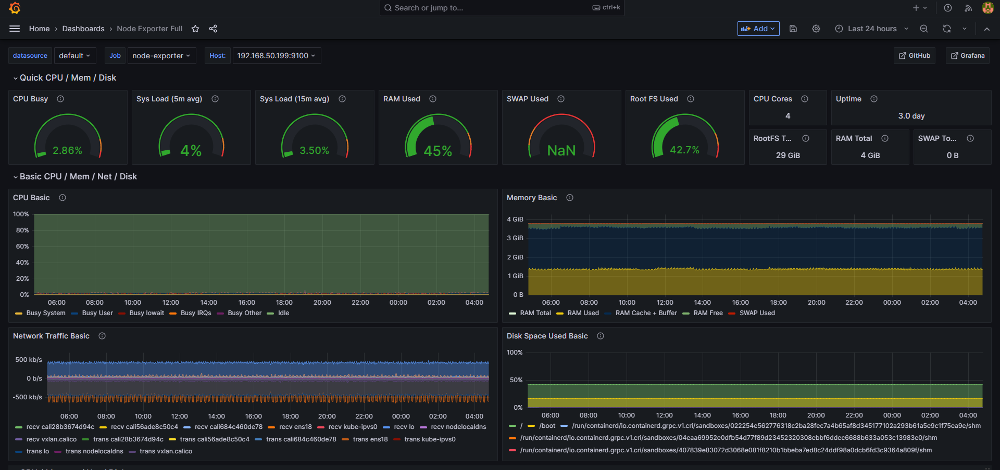 Search or jump to...
ctrl+k
Home › Dashboards › Node Exporter Full
Add
Last 24 hours
datasource default Job node-exporter Host: 192.168.50.199:9100
GitHub
Grafana
Quick CPU / Mem / Disk
CPU Busy
2.86%
Sys Load (5m avg)
4%
Sys Load (15m avg)
3.50%
RAM Used
45%
SWAP Used
NaN
Root FS Used
42.7%
CPU Cores
4
Uptime
3.0 day
RootFS T...
29 GiB
RAM Total
4 GiB
SWAP To...
0 B
Basic CPU / Mem / Net / Disk
CPU Basic
100%
80%
60%
40%
20%
0%
06:00 08:00 10:00 12:00 14:00 16:00 18:00 20:00 22:00 00:00 02:00 04:00
Busy System Busy User Busy Iowait Busy IRQs Busy Other Idle
Memory Basic
4 GiB
3 GiB
2 GiB
1 GiB
0 B
06:00 08:00 10:00 12:00 14:00 16:00 18:00 20:00 22:00 00:00 02:00 04:00
RAM Total RAM Used RAM Cache + Buffer RAM Free SWAP Used
Network Traffic Basic
500 kb/s
0 b/s
-500 kb/s
06:00 08:00 10:00 12:00 14:00 16:00 18:00 20:00 22:00 00:00 02:00 04:00
recv cali28b3674d94c recv cali56ade8c50c4 recv cali684c460de78 recv ens18 recv kube-ipvs0 recv lo recv nodelocaldns
recv vxlan.calico trans cali28b3674d94c trans cali56ade8c50c4 trans cali684c460de78 trans ens18 trans kube-ipvs0
trans lo trans nodelocaldns trans vxlan.calico
Disk Space Used Basic
100%
50%
0%
06:00 08:00 10:00 12:00 14:00 16:00 18:00 20:00 22:00 00:00 02:00 04:00
/ /boot /run/containerd/io.containerd.grpc.v1.cri/sandboxes/022254e562776318c2ba28fec7a4b65af8d345177102a293b61a5e9c1f75ea9e/shm
/run/containerd/io.containerd.grpc.v1.cri/sandboxes/04eaa69952e0dfb54d77f89d23452320308ebbf6ddec6688b633a053c13983e0/shm
/run/containerd/io.containerd.grpc.v1.cri/sandboxes/407839e83072d3068e081f8210b1bbeba7ed8c24ddf98a0dcb6fd3c9364a809f/shm